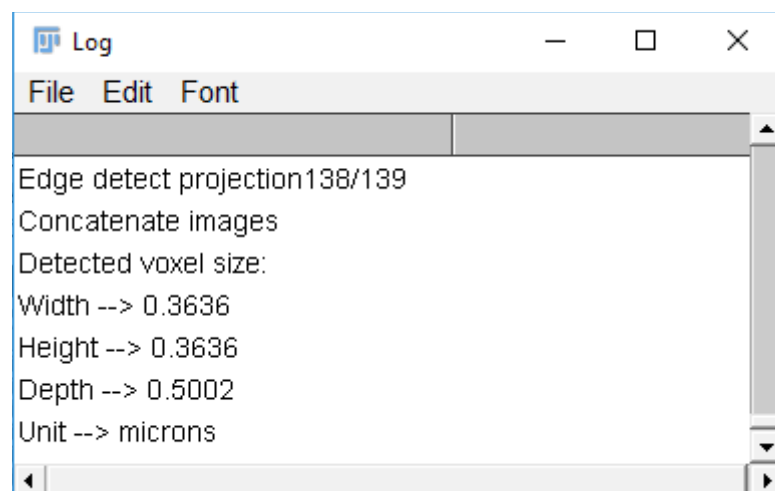 Log
File Edit Font
Edge detect projection138/139
Concatenate images
Detected voxel size:
Width --> 0.3636
Height --> 0.3636
Depth --> 0.5002
Unit --> microns